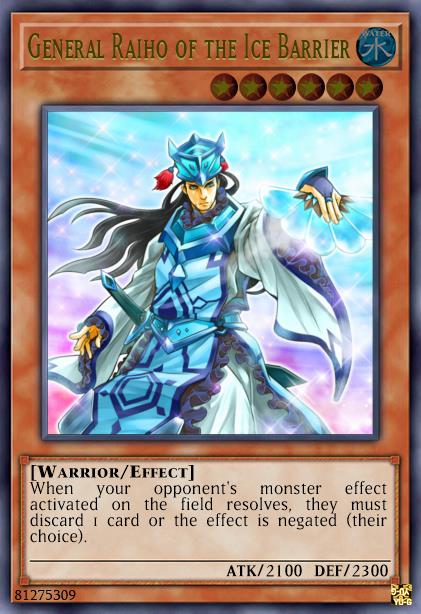 General Raiho of the Ice Barrier
WATER
水
[Warrior/Effect]
When your opponent's monster effect
activated on the field resolves, they must
discard 1 card or the effect is negated (their
choice).
ATK/2100 DEF/2300
81275309